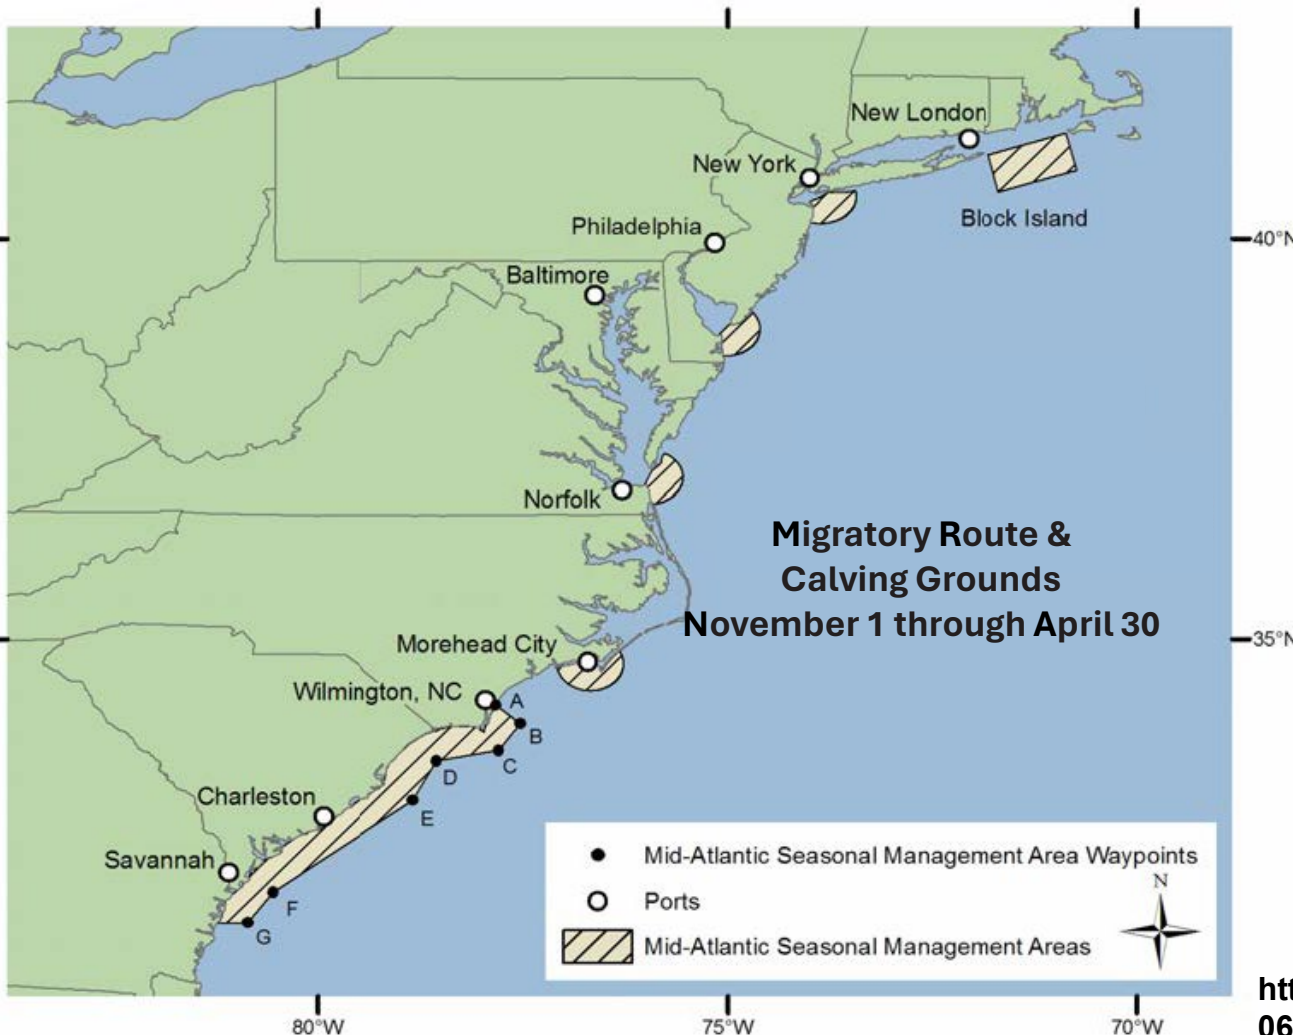 New London
New York
Block Island
Philadelphia
40°N
Baltimore
Norfolk
Migratory Route &
Calving Grounds
November 1 through April 30
35°N
Morehead City
Wilmington, NC
A
B
C
D
E
Charleston
Savannah
F
G
Mid-Atlantic Seasonal Management Area Waypoints
Ports
Mid-Atlantic Seasonal Management Areas
N
80°W
75°W
70°W
htt
06